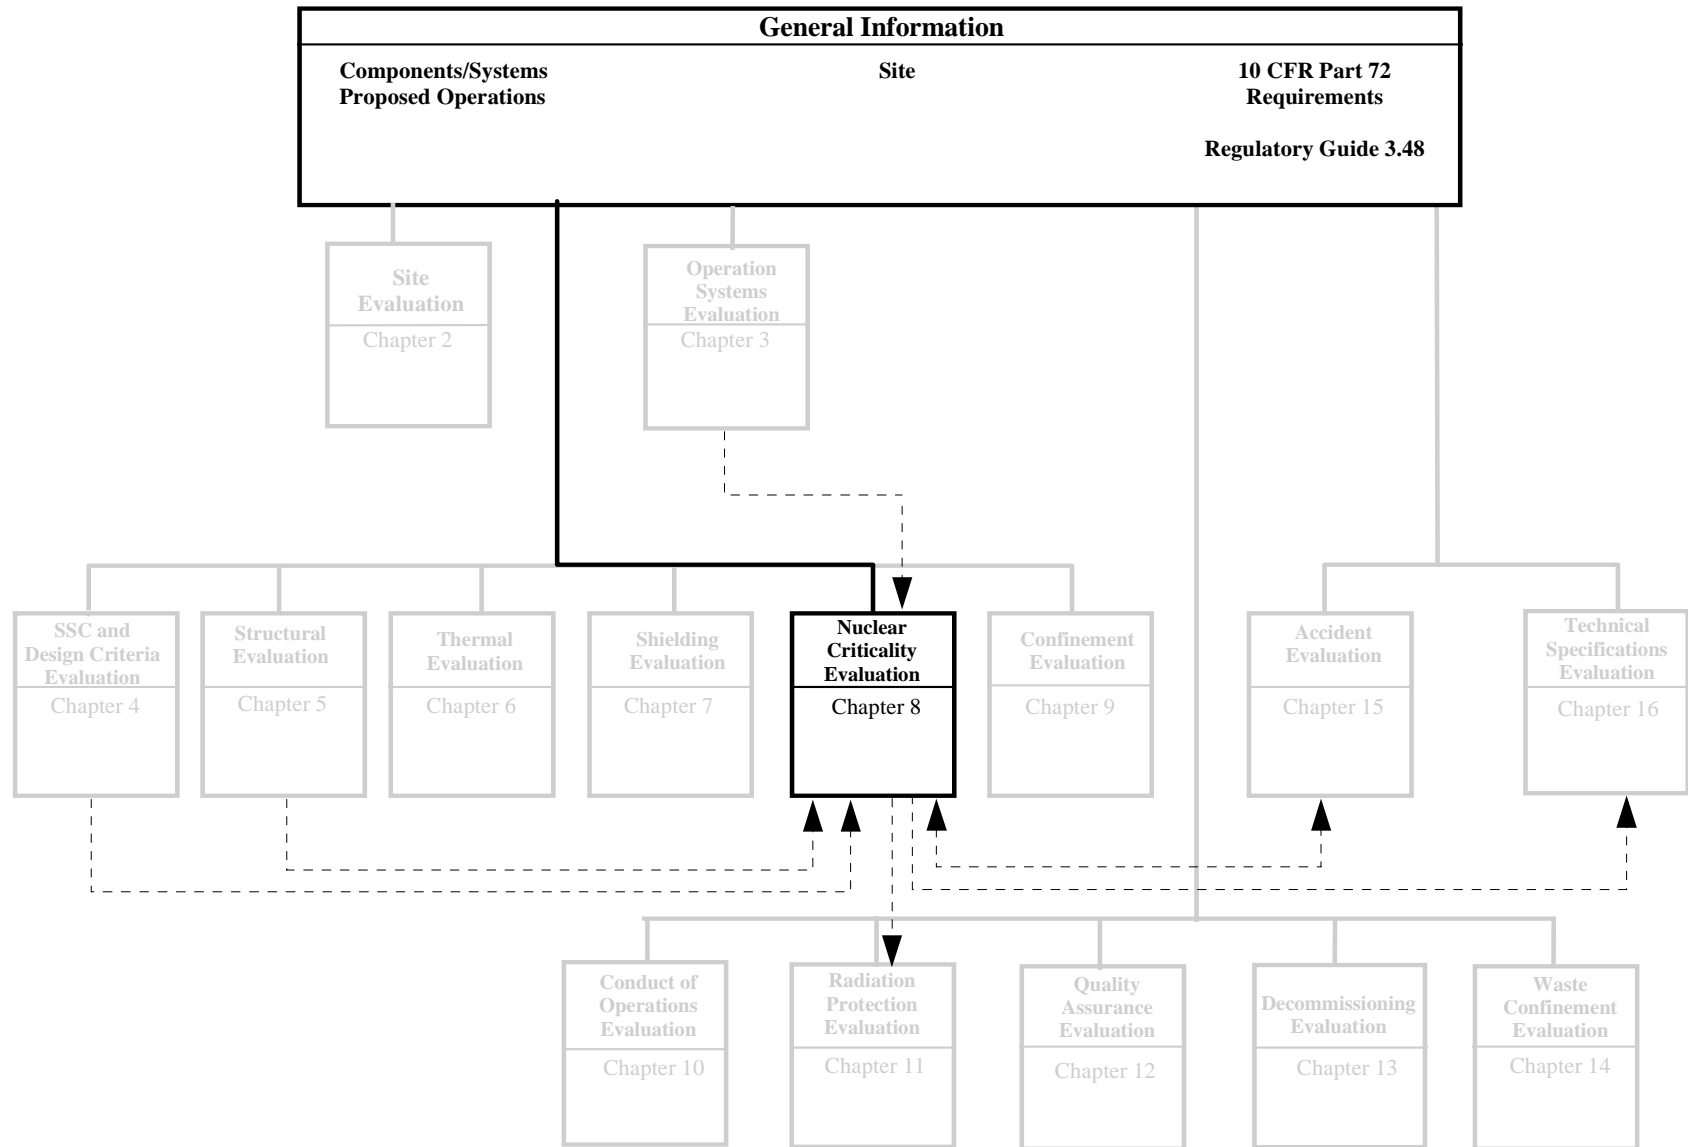 General Information
Components/Systems
Proposed Operations
Site
10 CFR Part 72
Requirements
Regulatory Guide 3.48
Site
Evaluation
Chapter 2
Operation
Systems
Evaluation
Chapter 3
SSC and
Design Criteria
Evaluation
Chapter 4
Structural
Evaluation
Chapter 5
Thermal
Evaluation
Chapter 6
Shielding
Evaluation
Chapter 7
Nuclear
Criticality
Evaluation
Chapter 8
Confinement
Evaluation
Chapter 9
Accident
Evaluation
Chapter 15
Technical
Specifications
Evaluation
Chapter 16
Conduct of
Operations
Evaluation
Chapter 10
Radiation
Protection
Evaluation
Chapter 11
Quality
Assurance
Evaluation
Chapter 12
Decommissioning
Evaluation
Chapter 13
Waste
Confinement
Evaluation
Chapter 14